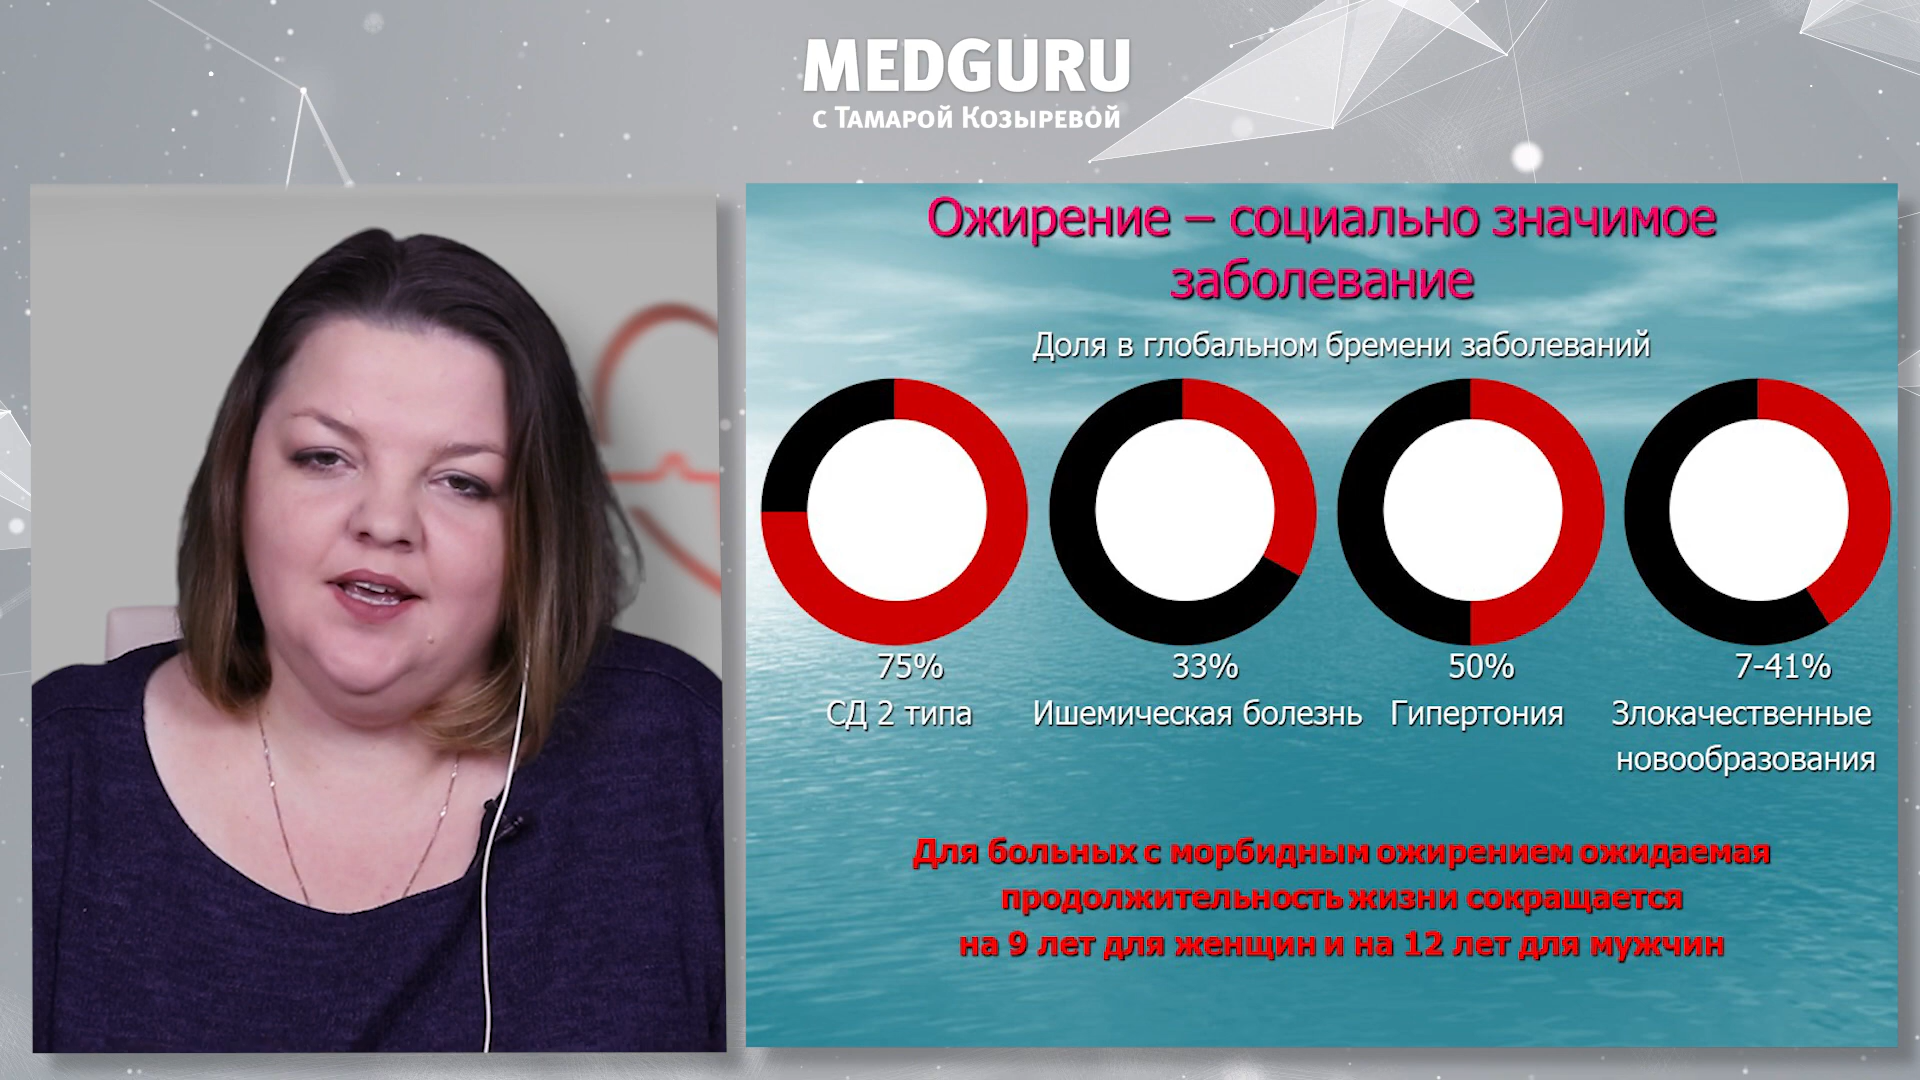 MEDGURU
с Тамарой Козыревой
Ожирение – социально значимое
заболевание
Доля в глобальном бремени заболеваний
75%
СД 2 типа
33%
Ишемическая болезнь
50%
Гипертония
7-41%
Злокачественные
новообразования
Для больных с морбидным ожирением ожидаемая
продолжительность жизни сокращается
на 9 лет для женщин и на 12 лет для мужчин